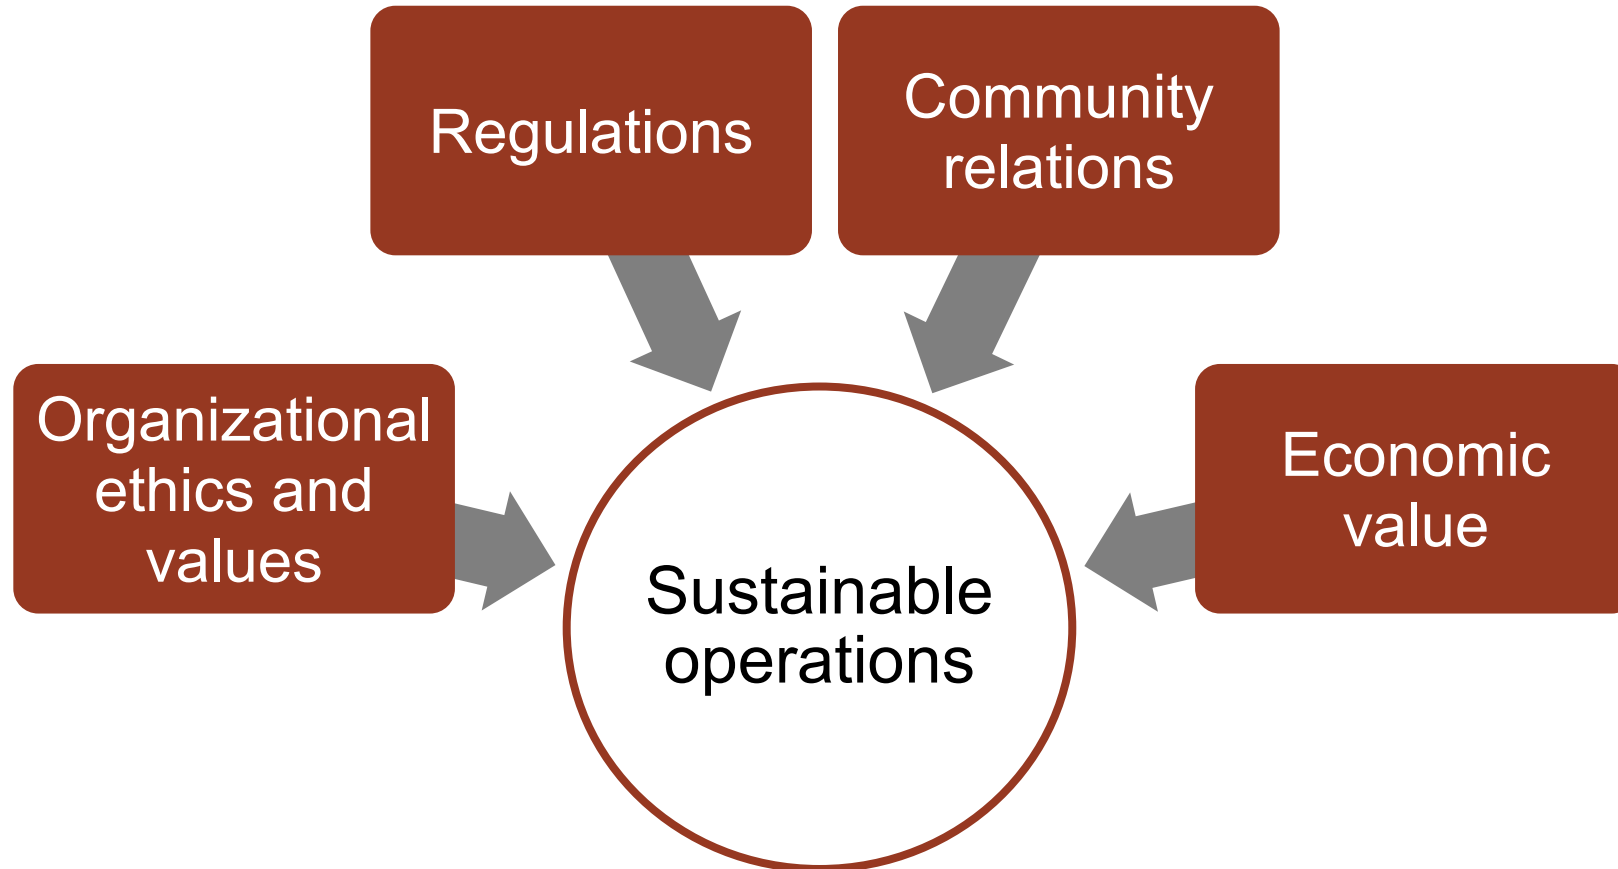 Regulations
Community
relations
Organizational
ethics and
values
Economic
value
Sustainable
operations